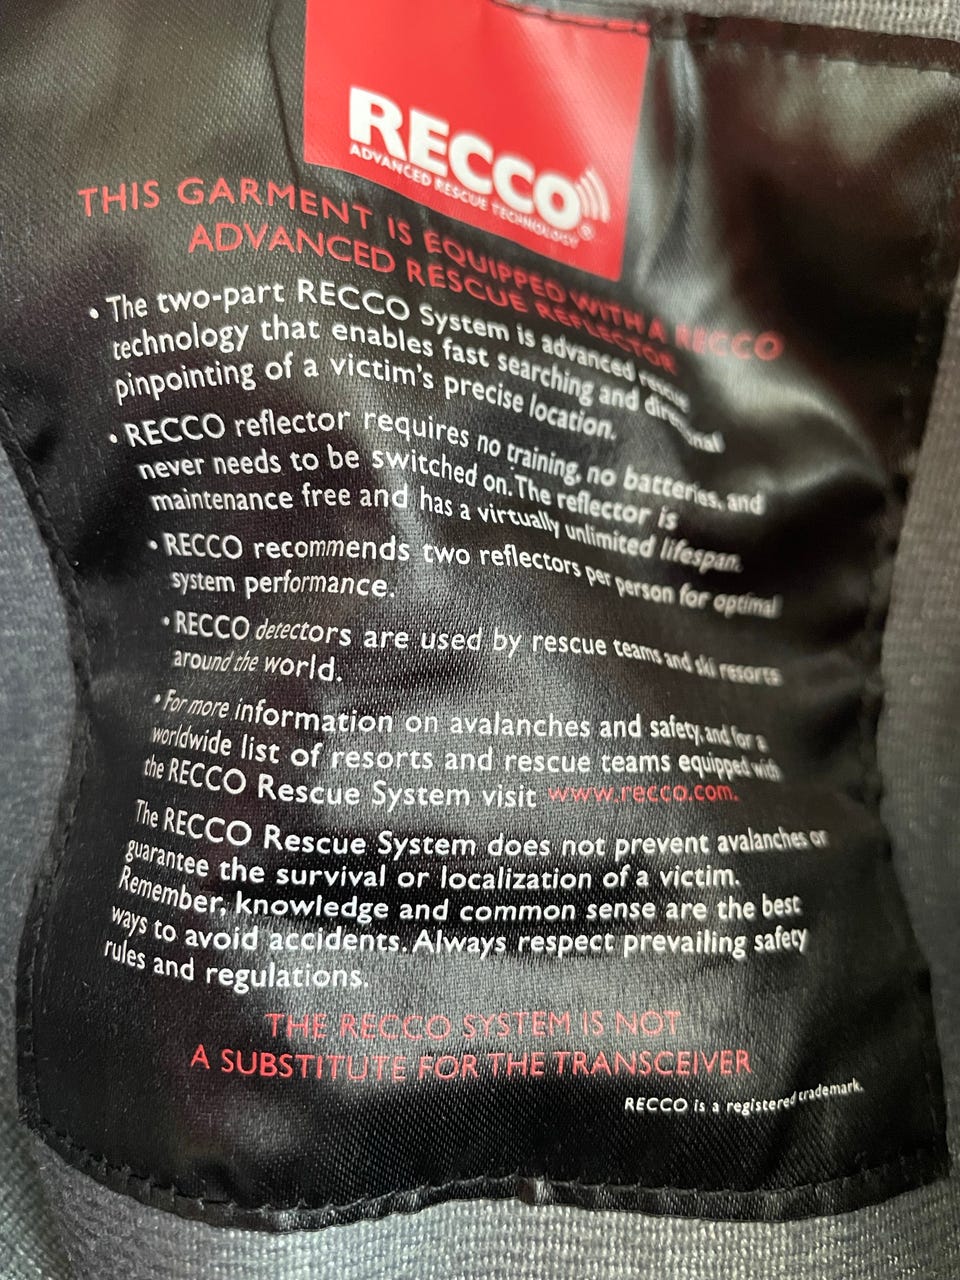 RECCO
ADVANCED RESCUE TECHNOLOGY®
THIS GARMENT IS EQUIPPED WITH A RECCO
ADVANCED RESCUE REFLECTOR
• The two-part RECCO System is advanced rescue
technology that enables fast searching and directional
pinpointing of a victim's precise location.
• RECCO reflector requires no training, no batteries, and
never needs to be switched on. The reflector is
maintenance free and has a virtually unlimited lifespan.
• RECCO recommends two reflectors per person for optimal
system performance.
• RECCO detectors are used by rescue teams and ski resorts
around the world.
• For more information on avalanches and safety, and for a
worldwide list of resorts and rescue teams equipped with
the RECCO Rescue System visit www.recco.com.
The RECCO Rescue System does not prevent avalanches or
guarantee the survival or localization of a victim.
Remember, knowledge and common sense are the best
ways to avoid accidents. Always respect prevailing safety
rules and regulations.
THE RECCO SYSTEM IS NOT
A SUBSTITUTE FOR THE TRANSCEIVER
RECCO is a registered trademark.